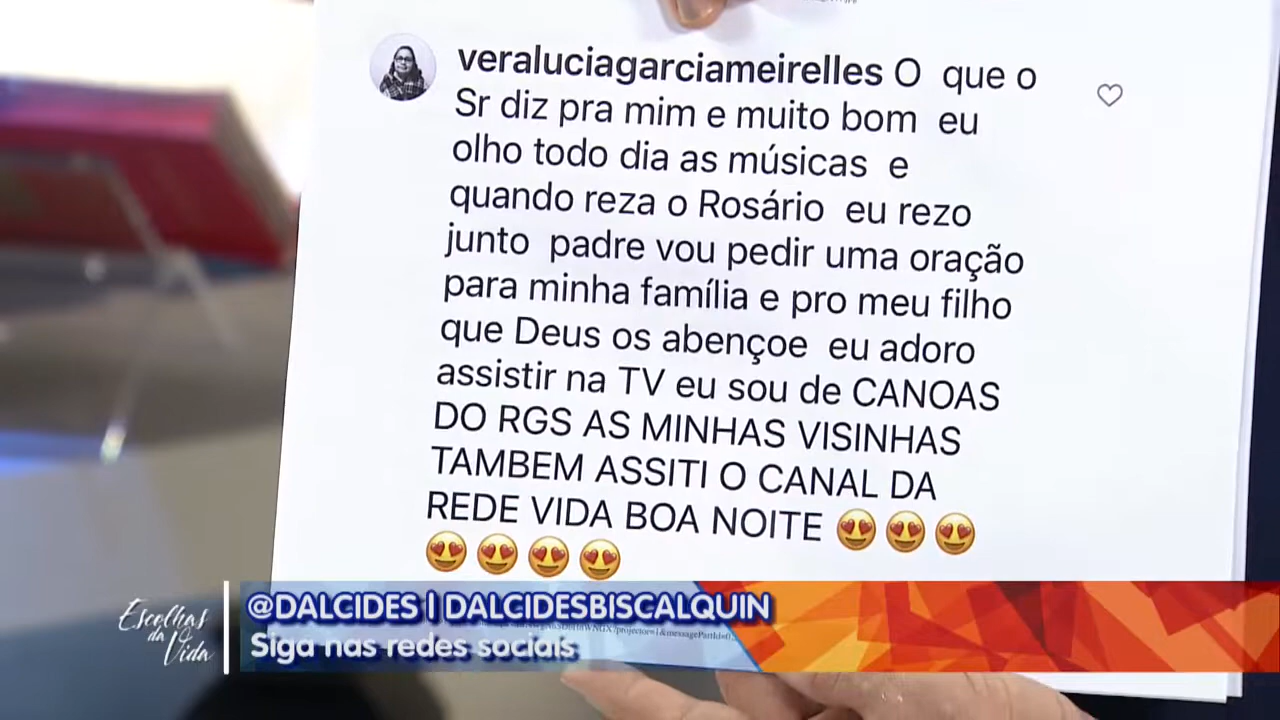 veraluciagarciameirelles O que o
Sr diz pra mim e muito bom eu
olho todo dia as músicas e
quando reza o Rosário eu rezo
junto padre vou pedir uma oração
para minha família e pro meu filho
que Deus os abençoe eu adoro
assistir na TV eu sou de CANOAS
DO RGS AS MINHAS VISINHAS
TAMBEM ASSITI O CANAL DA
REDE VIDA BOA NOITE 😍😍😍
😍😍😍😍
Escolhas
da
Vida
@DALCIDES | DALCIDESBISCALQUIN
Siga nas redes sociais